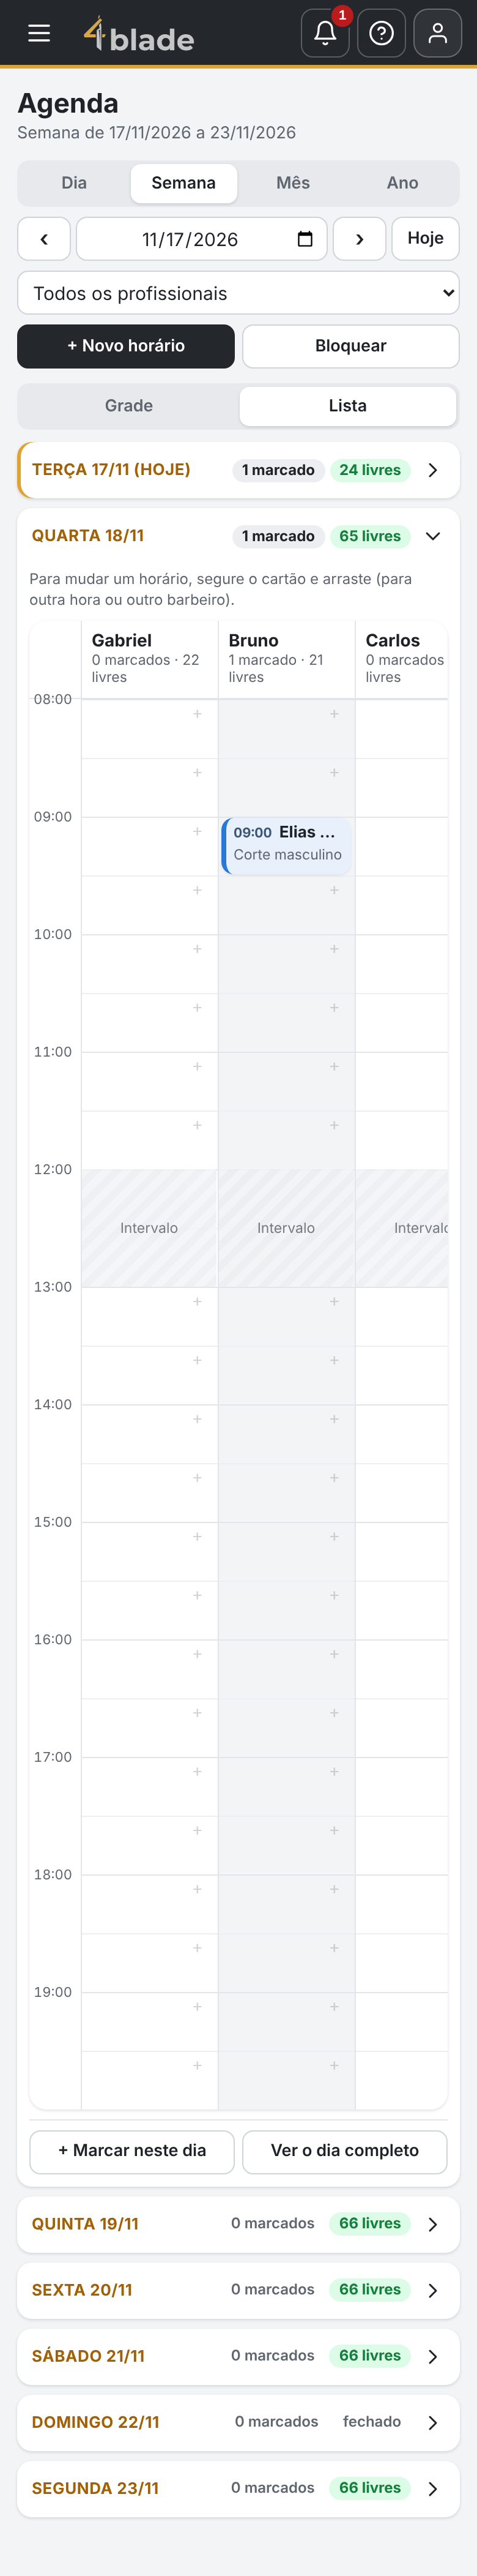 4blade
1
Agenda
Semana de 17/11/2026 a 23/11/2026
Dia Semana Mês Ano
‹ 11/17/2026 › Hoje
Todos os profissionais
+ Novo horário Bloquear
Grade Lista
TERÇA 17/11 (HOJE) 1 marcado 24 livres
QUARTA 18/11 1 marcado 65 livres
Para mudar um horário, segure o cartão e arraste (para
outra hora ou outro barbeiro).
Gabriel Bruno Carlos
0 marcados · 22 1 marcado · 21 0 marcados
livres livres livres
08:00
+ +
+ +
09:00
+ 09:00 Elias ...
Corte masculino
+ +
10:00
+ +
+ +
11:00
+ +
+ +
12:00
Intervalo Intervalo Intervalo
13:00
+ +
+ +
14:00
+ +
+ +
15:00
+ +
+ +
16:00
+ +
+ +
17:00
+ +
+ +
18:00
+ +
+ +
19:00
+ +
+ +
+ Marcar neste dia Ver o dia completo
QUINTA 19/11 0 marcados 66 livres
SEXTA 20/11 0 marcados 66 livres
SÁBADO 21/11 0 marcados 66 livres
DOMINGO 22/11 0 marcados fechado
SEGUNDA 23/11 0 marcados 66 livres